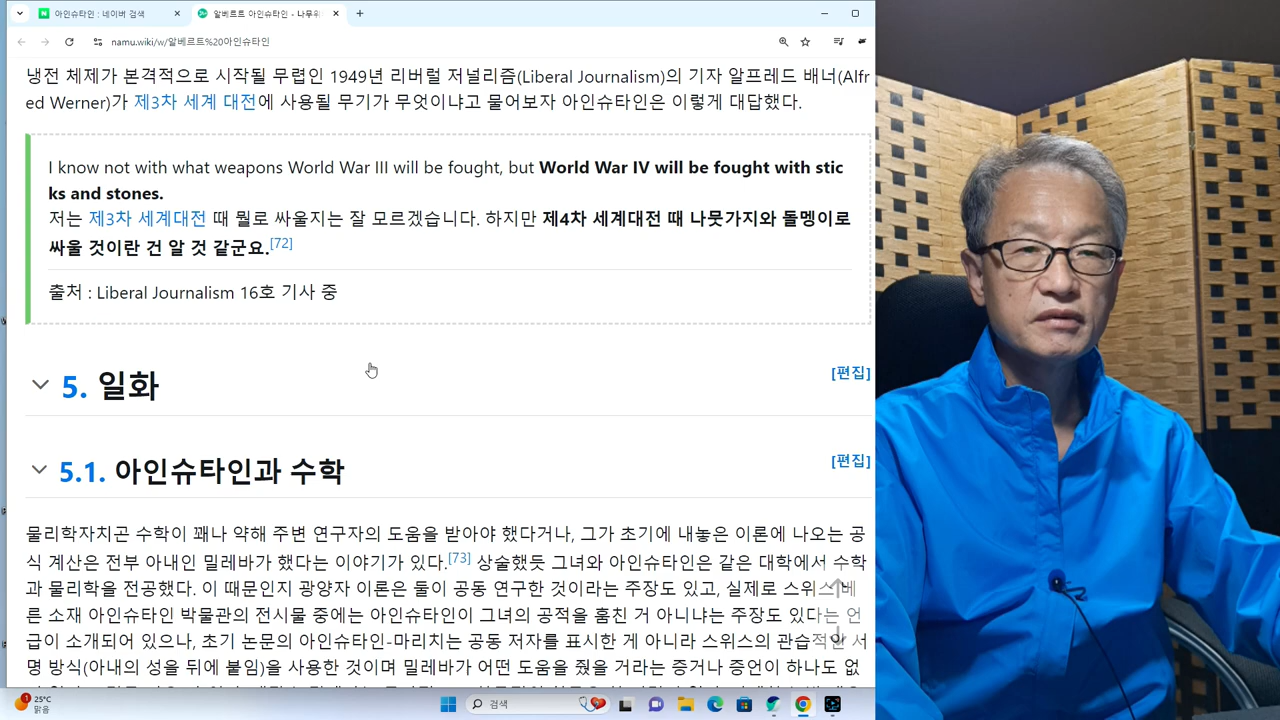 아인슈타인 : 네이버 검색
알베르트 아인슈타인 - 나무위
namu.wiki/w/알베르트%20아인슈타인
냉전 체제가 본격적으로 시작될 무렵인 1949년 리버럴 저널리즘(Liberal Journalism)의 기자 알프레드 배너(Alfr
ed Werner)가 제3차 세계 대전에 사용될 무기가 무엇이냐고 물어보자 아인슈타인은 이렇게 대답했다.
I know not with what weapons World War III will be fought, but World War IV will be fought with stic
ks and stones.
저는 제3차 세계대전 때 뭘로 싸울지는 잘 모르겠습니다. 하지만 제4차 세계대전 때 나뭇가지와 돌멩이로
싸울 것이란 건 알 것 같군요.[72]
출처 : Liberal Journalism 16호 기사 중
5. 일화
[편집]
5.1. 아인슈타인과 수학
[편집]
물리학자치곤 수학이 꽤나 약해 주변 연구자의 도움을 받아야 했다거나, 그가 초기에 내놓은 이론에 나오는 공
식 계산은 전부 아내인 밀레바가 했다는 이야기가 있다.[73] 상술했듯 그녀와 아인슈타인은 같은 대학에서 수학
과 물리학을 전공했다. 이 때문인지 광양자 이론은 둘이 공동 연구한 것이라는 주장도 있고, 실제로 스위스 베
른 소재 아인슈타인 박물관의 전시물 중에는 아인슈타인이 그녀의 공적을 훔친 거 아니냐는 주장도 있다는 언
급이 소개되어 있으나, 초기 논문의 아인슈타인-마리치는 공동 저자를 표시한 게 아니라 스위스의 관습적인 서
명 방식(아내의 성을 뒤에 붙임)을 사용한 것이며 밀레바가 어떤 도움을 줬을 거라는 증거나 증언이 하나도 없
1
25°C
맑음
검색